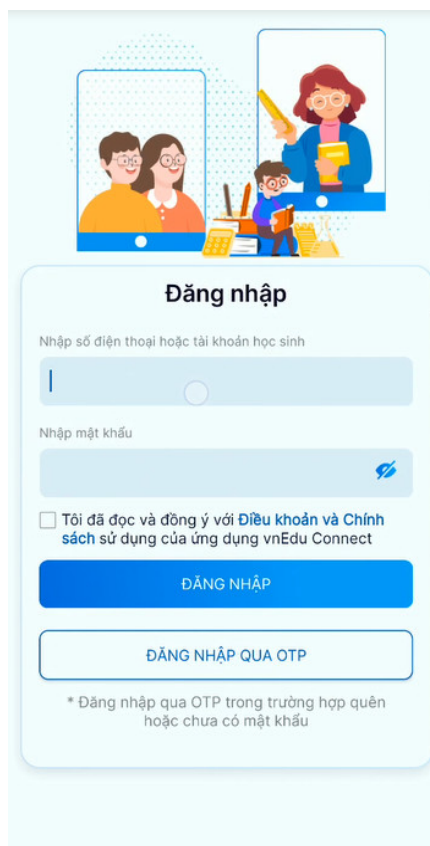 Đăng nhập
Nhập số điện thoại hoặc tài khoản học sinh
Nhập mật khẩu
Tôi đã đọc và đồng ý với Điều khoản và Chính
sách sử dụng của ứng dụng vnEdu Connect
ĐĂNG NHẬP
ĐĂNG NHẬP QUA OTP
* Đăng nhập qua OTP trong trường hợp quên
hoặc chưa có mật khẩu